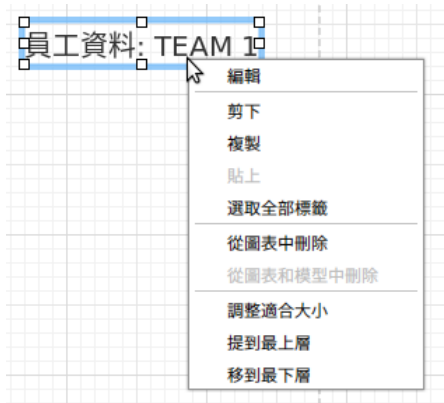 員工資料: TEAM 1
編輯
剪下
複製
貼上
選取全部標籤
從圖表中刪除
從圖表和模型中刪除
調整適合大小
提到最上層
移到最下層